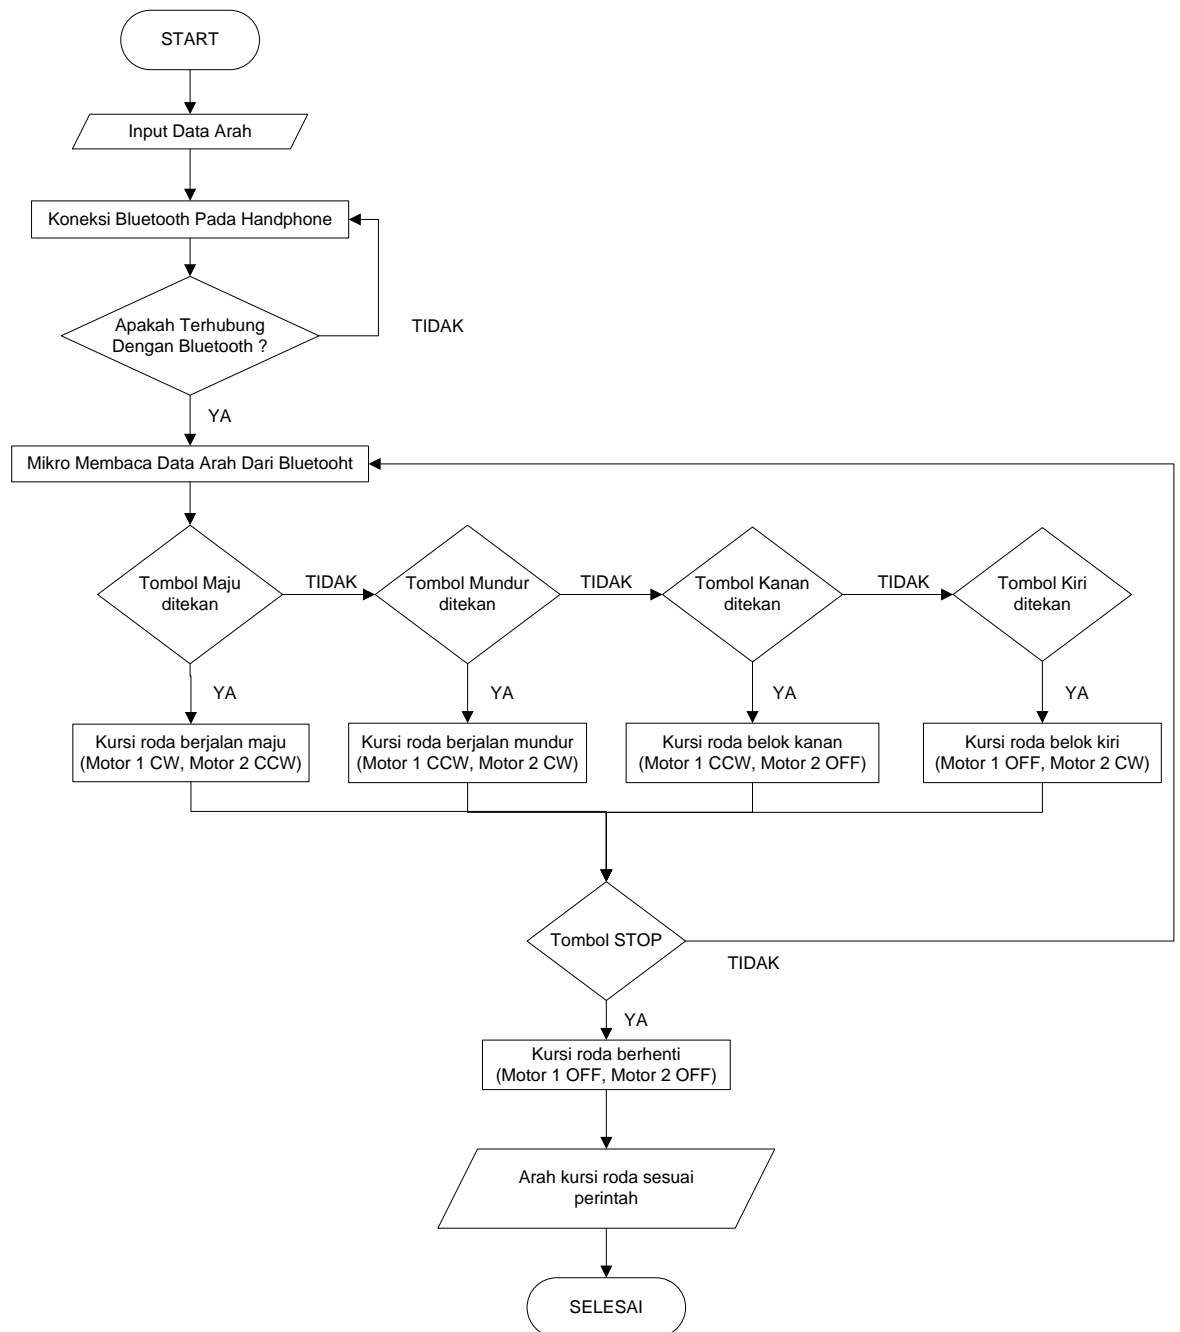 START
Input Data Arah
Koneksi Bluetooth Pada Handphone
Apakah Terhubung
Dengan Bluetooth ?
TIDAK
YA
Mikro Membaca Data Arah Dari Bluetooht
Tombol Maju
ditekan
TIDAK
Tombol Mundur
ditekan
TIDAK
Tombol Kanan
ditekan
TIDAK
Tombol Kiri
ditekan
YA
YA
YA
YA
Kursi roda berjalan maju
(Motor 1 CW, Motor 2 CCW)
Kursi roda berjalan mundur
(Motor 1 CCW, Motor 2 CW)
Kursi roda belok kanan
(Motor 1 CCW, Motor 2 OFF)
Kursi roda belok kiri
(Motor 1 OFF, Motor 2 CW)
Tombol STOP
TIDAK
YA
Kursi roda berhenti
(Motor 1 OFF, Motor 2 OFF)
Arah kursi roda sesuai
perintah
SELESAI